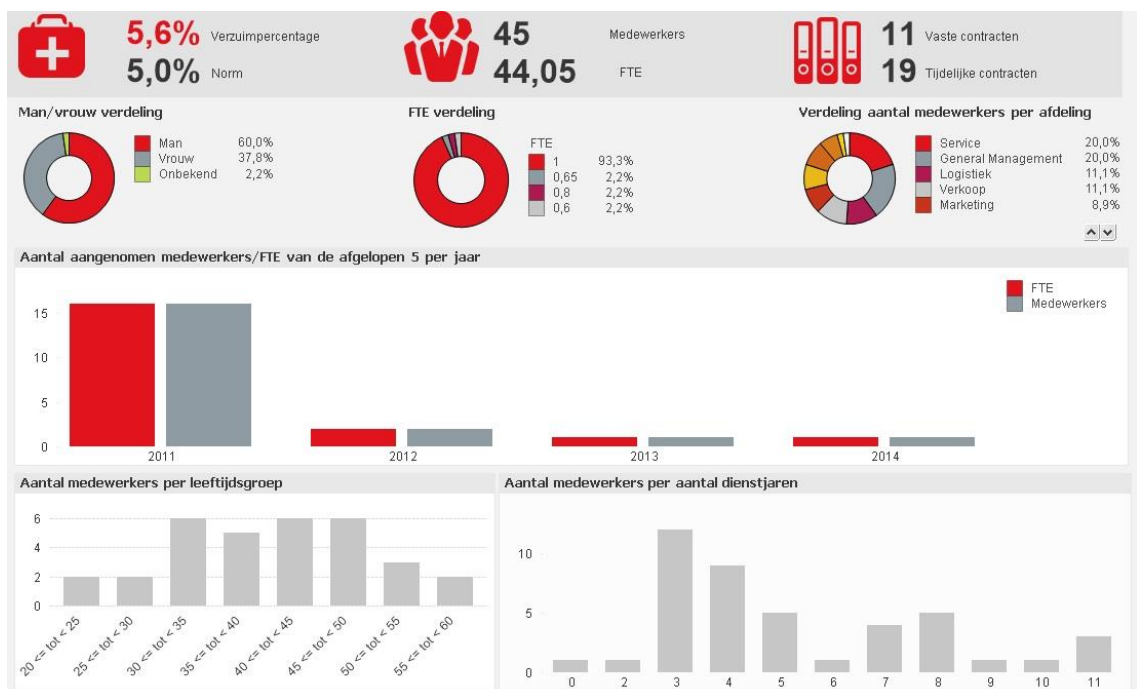 5,6% Verzuimpercentage
5,0% Norm
45 Medewerkers
44,05 FTE
11 Vaste contracten
19 Tijdelijke contracten
Man/vrouw verdeling
Man 60,0%
Vrouw 37,8%
Onbekend 2,2%
FTE verdeling
FTE
1 93,3%
0,65 2,2%
0,8 2,2%
0,6 2,2%
Verdeling aantal medewerkers per afdeling
Service 20,0%
General Management 20,0%
Logistiek 11,1%
Verkoop 11,1%
Marketing 8,9%
Aantal aangenomen medewerkers/FTE van de afgelopen 5 per jaar
FTE
Medewerkers
15
10
5
0
2011 2012 2013 2014
Aantal medewerkers per leeftijdsgroep
6
4
2
0
20 <= tot < 25 25 <= tot < 30 30 <= tot < 35 35 <= tot < 40 40 <= tot < 45 45 <= tot < 50 50 <= tot < 55 55 <= tot < 60
Aantal medewerkers per aantal dienstjaren
10
5
0
0 2 3 4 5 6 7 8 9 10 11